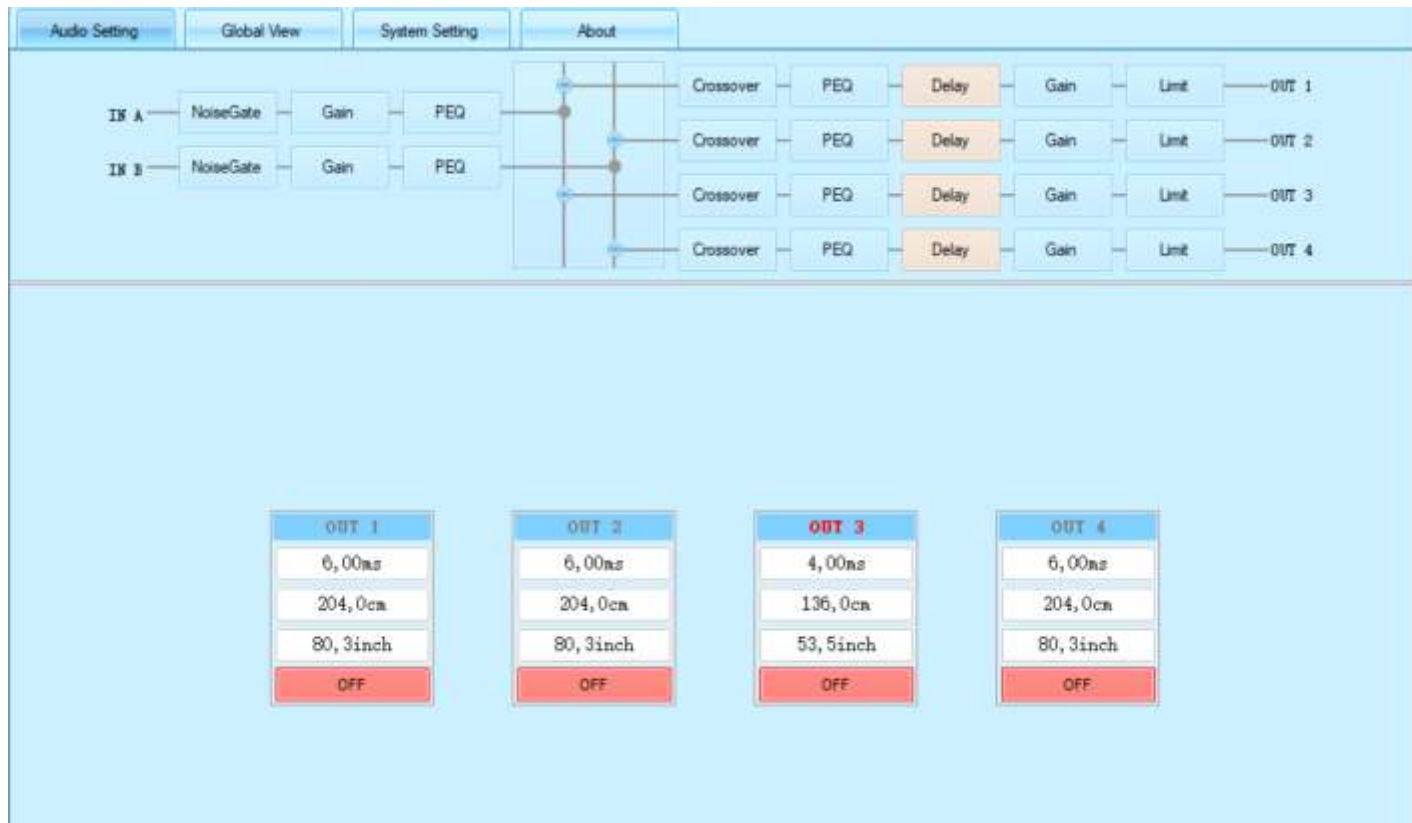 Audio Setting Global View System Setting About
Crossover PEQ Delay Gain Limit OUT 1
IN A NoiseGate Gain PEQ
Crossover PEQ Delay Gain Limit OUT 2
IN B NoiseGate Gain PEQ
Crossover PEQ Delay Gain Limit OUT 3
Crossover PEQ Delay Gain Limit OUT 4
OUT 1 OUT 2 OUT 3 OUT 4
6,00ms 6,00ms 4,00ms 6,00ms
204,0cm 204,0cm 136,0cm 204,0cm
80,3inch 80,3inch 53,5inch 80,3inch
OFF OFF OFF OFF